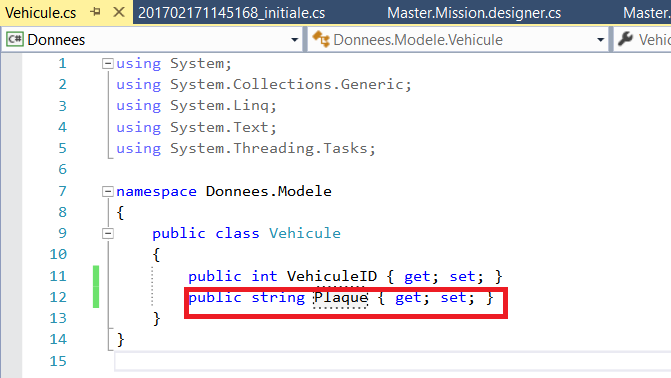 Vehicule.cs
201702171145168_initiale.cs
Master.Mission.designer.cs
Master.
C# Donnees
Donnees.Modele.Vehicule
Vehic
1 using System;
2 using System.Collections.Generic;
3 using System.Linq;
4 using System.Text;
5 using System.Threading.Tasks;
6
7 namespace Donnees.Modele
8 {
9 public class Vehicule
10 {
11 public int VehiculeID { get; set; }
12 public string Plaque { get; set; }
13 }
14 }
15